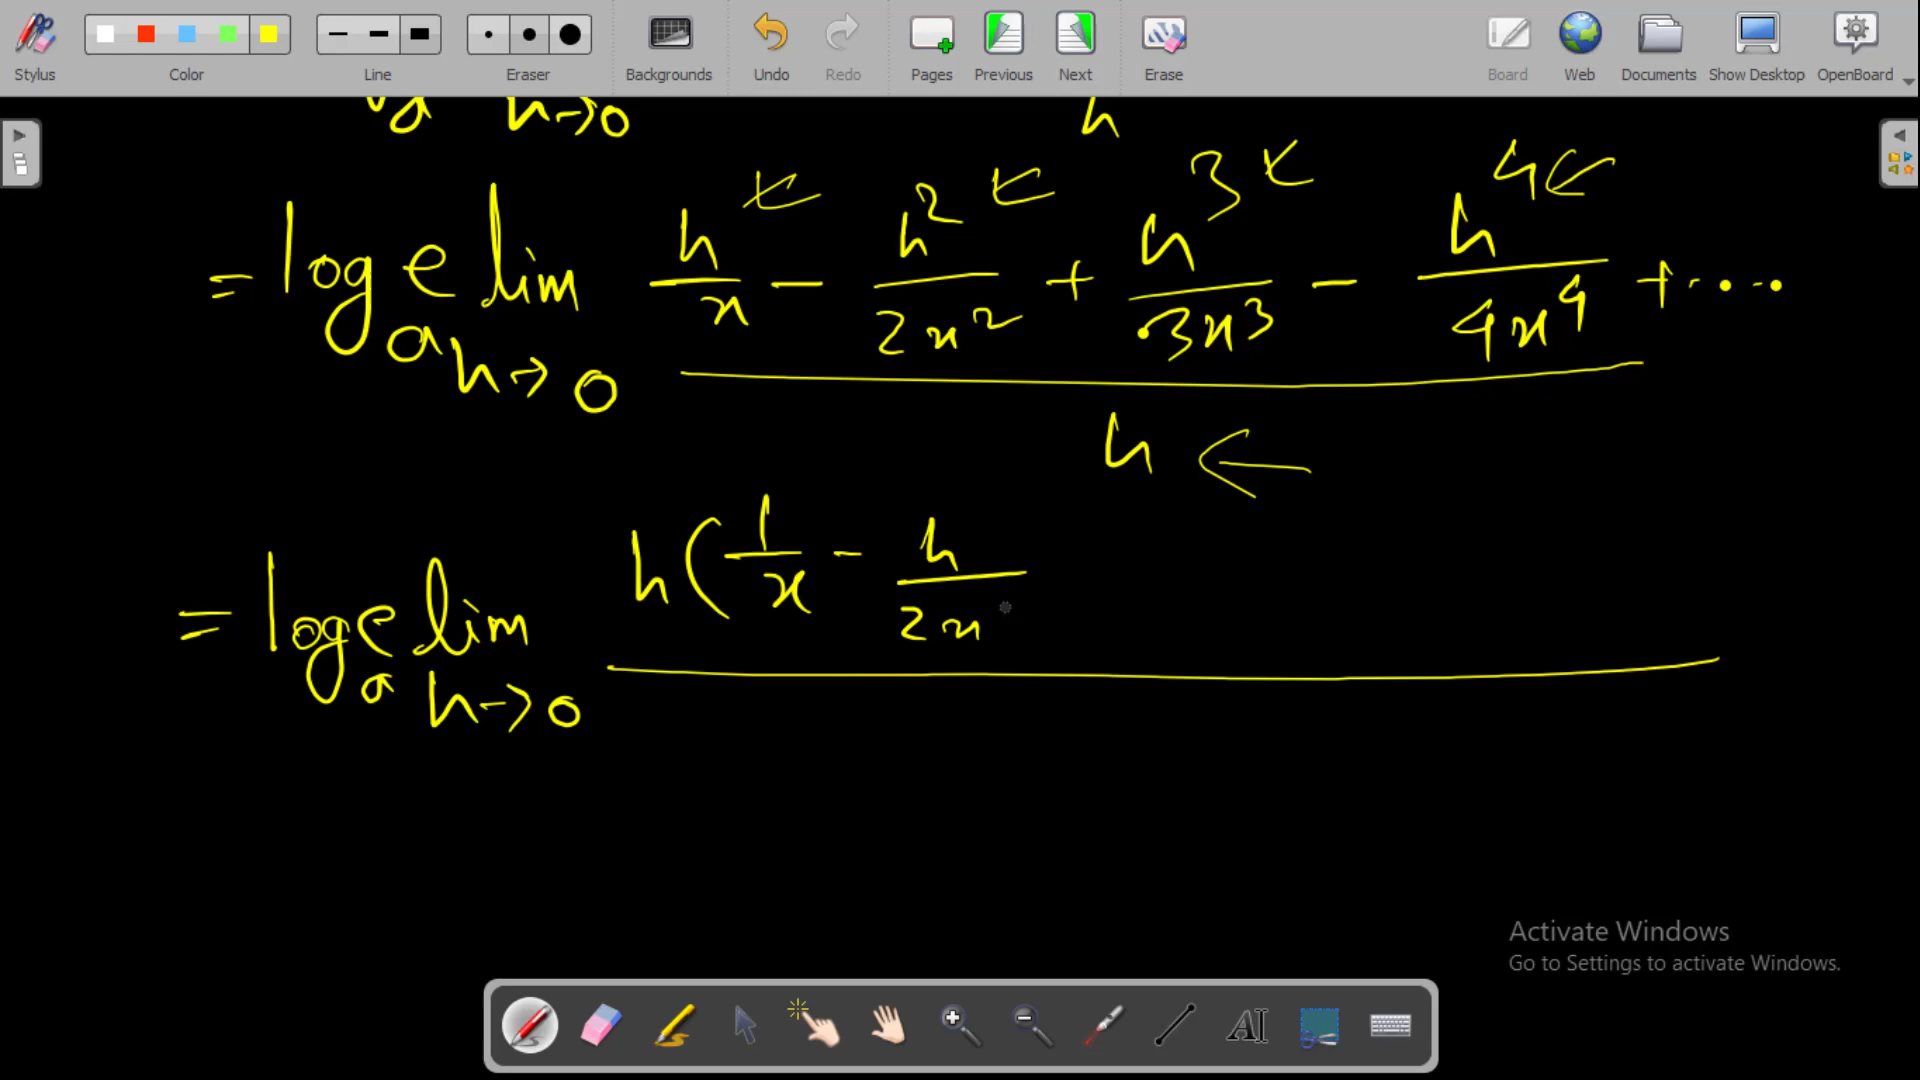 Stylus Color Line Eraser Backgrounds Undo Redo Pages Previous Next Erase Board Web Documents Show Desktop OpenBoard
a h→0 h
= log_a e lim_{h→0} (h/x - h^2/2x^2 + h^3/3x^3 - h^4/4x^4 + ....) / h
= log_a e lim_{h→0} h(1/x - h/2x
Activate Windows
Go to Settings to activate Windows.
AI